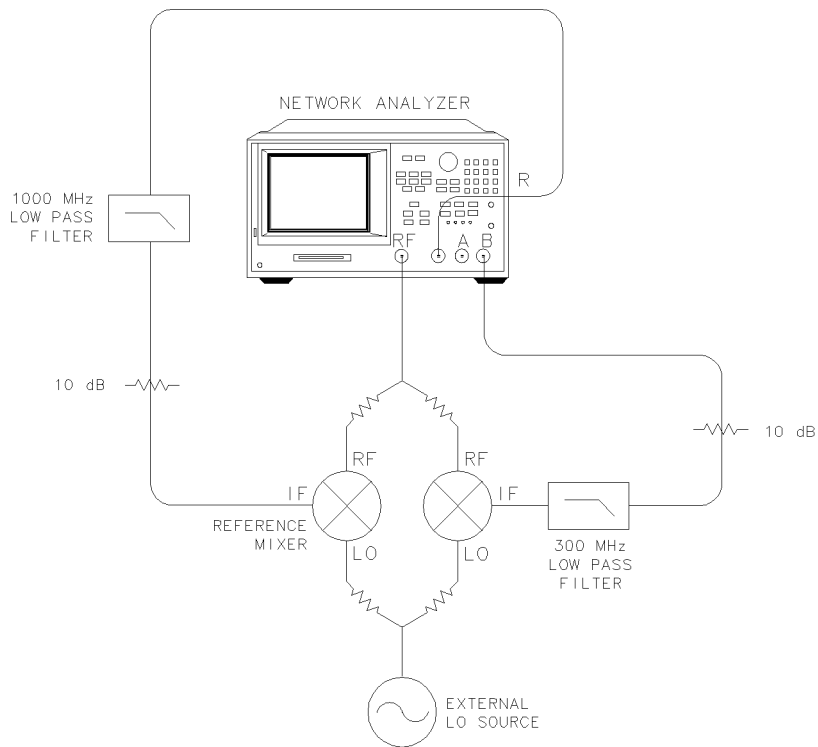 NETWORK ANALYZER
R
1000 MHz
LOW PASS
FILTER
RF
A
B
10 dB
10 dB
RF
RF
IF
IF
REFERENCE
MIXER
LO
LO
300 MHz
LOW PASS
FILTER
EXTERNAL
LO SOURCE